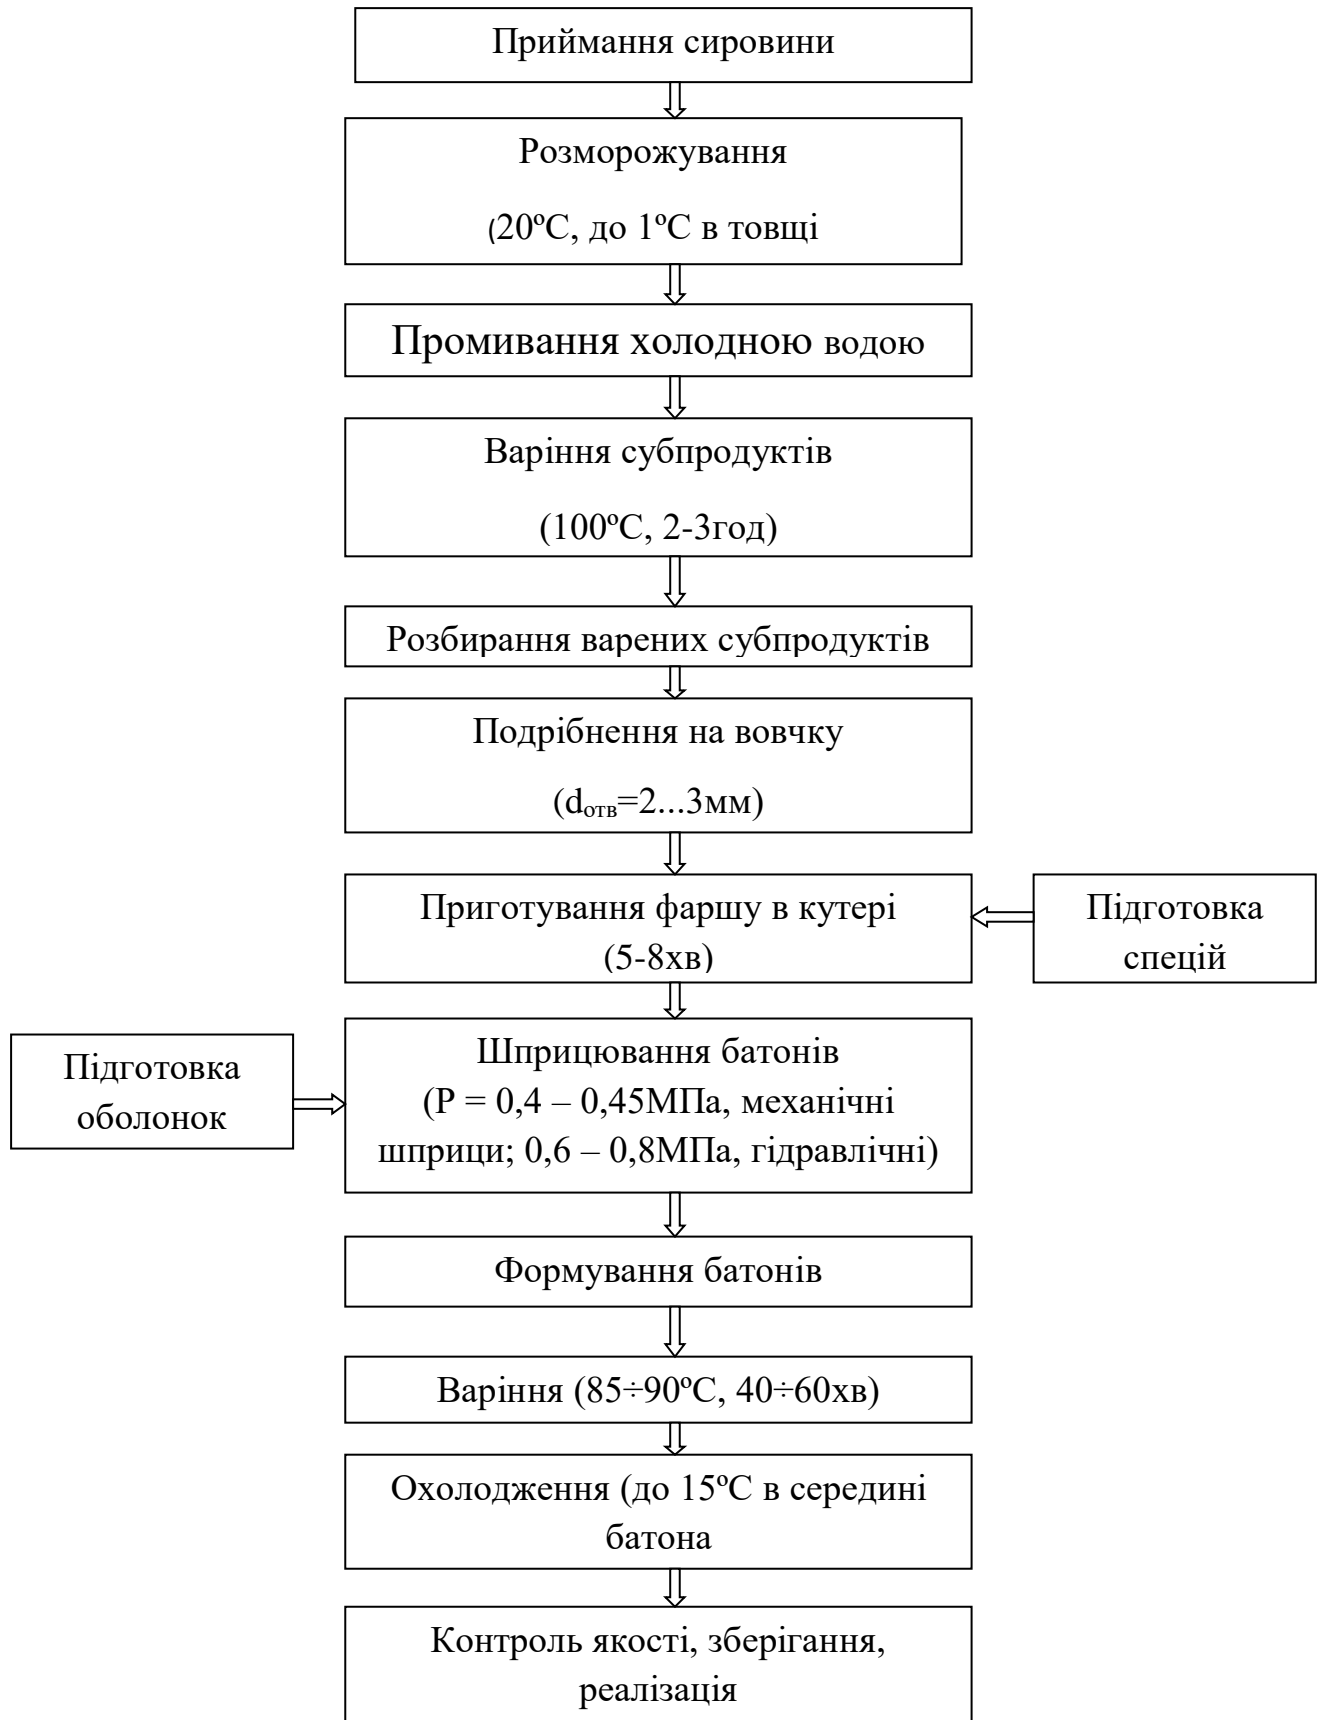 Приймання сировини
Розморожування
(20ºС, до 1ºС в товщі
Промивання холодною водою
Варіння субпродуктів
(100ºС, 2-3год)
Розбирання варених субпродуктів
Подрібнення на вовчку
(dотв=2...3мм)
Приготування фаршу в кутері
(5-8хв)
Підготовка
спецій
Підготовка
оболонок
Шприцювання батонів
(Р = 0,4 – 0,45МПа, механічні
шприци; 0,6 – 0,8МПа, гідравлічні)
Формування батонів
Варіння (85÷90ºС, 40÷60хв)
Охолодження (до 15ºС в середині
батона
Контроль якості, зберігання,
реалізація